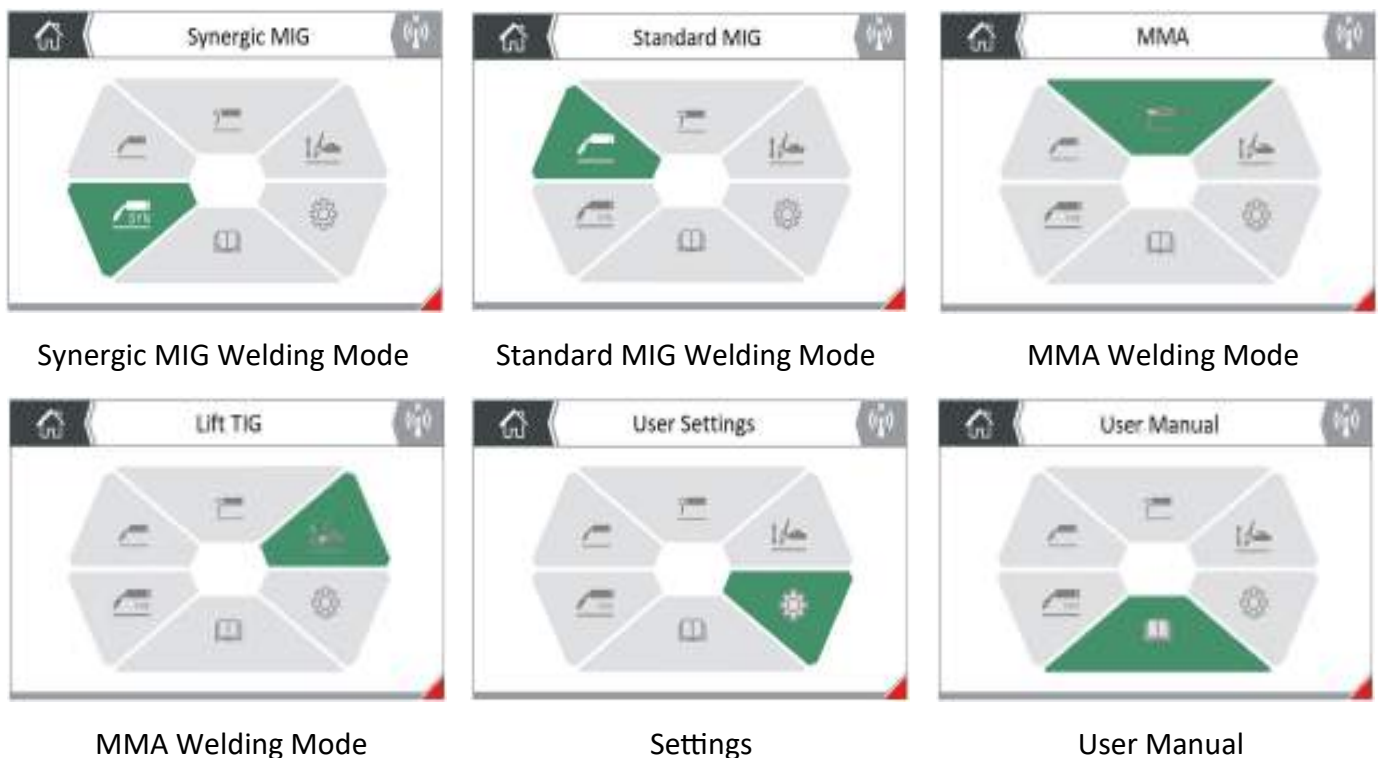 Synergic MIG
Standard MIG
MMA
SYN
Synergic MIG Welding Mode
Standard MIG Welding Mode
MMA Welding Mode
Lift TIG
User Settings
User Manual
MMA Welding Mode
Settings
User Manual